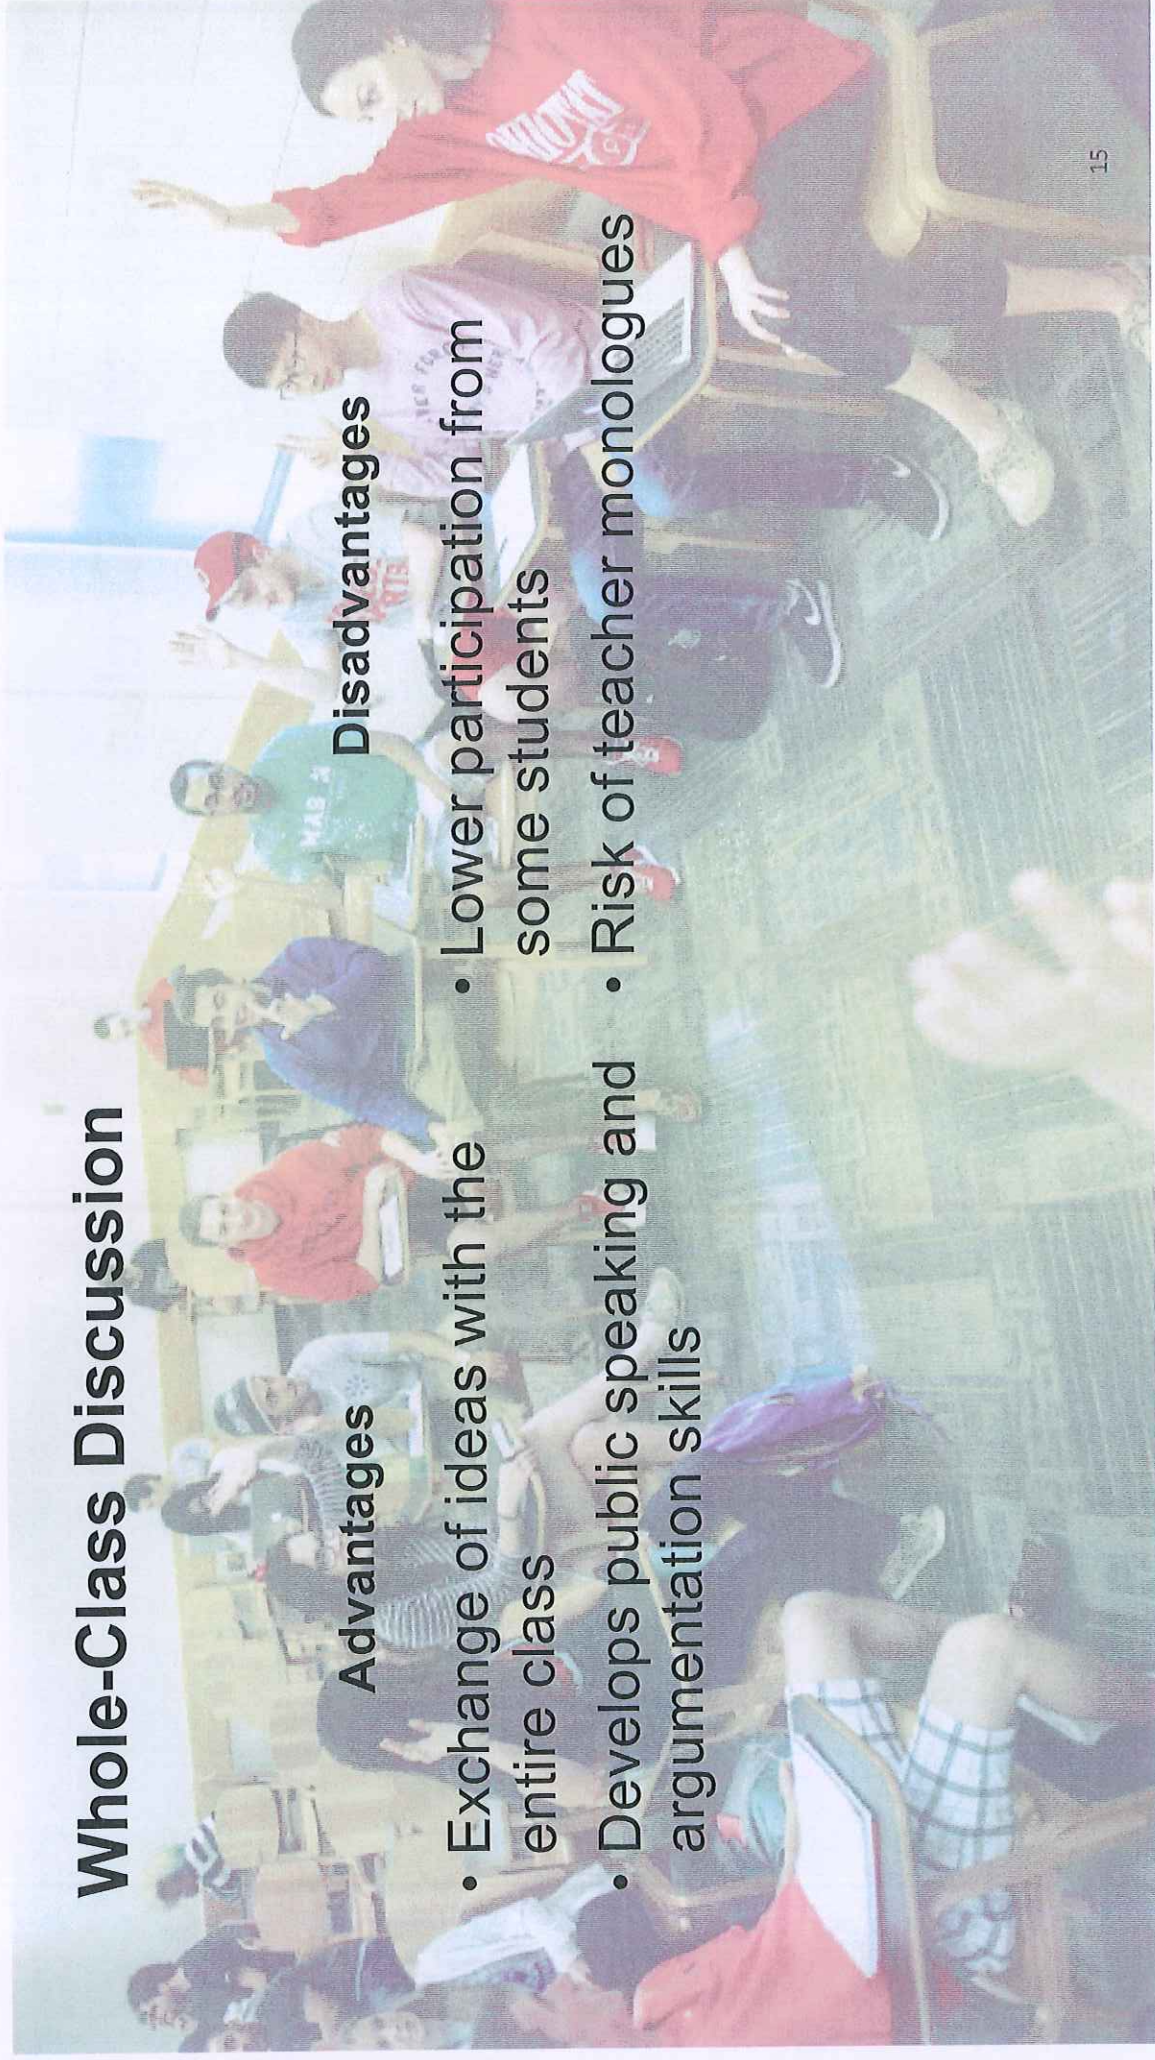 Whole-Class Discussion
Advantages
• Exchange of ideas with the
entire class
• Develops public speaking and
argumentation skills
Disadvantages
• Lower participation from
some students
• Risk of teacher monologues
15